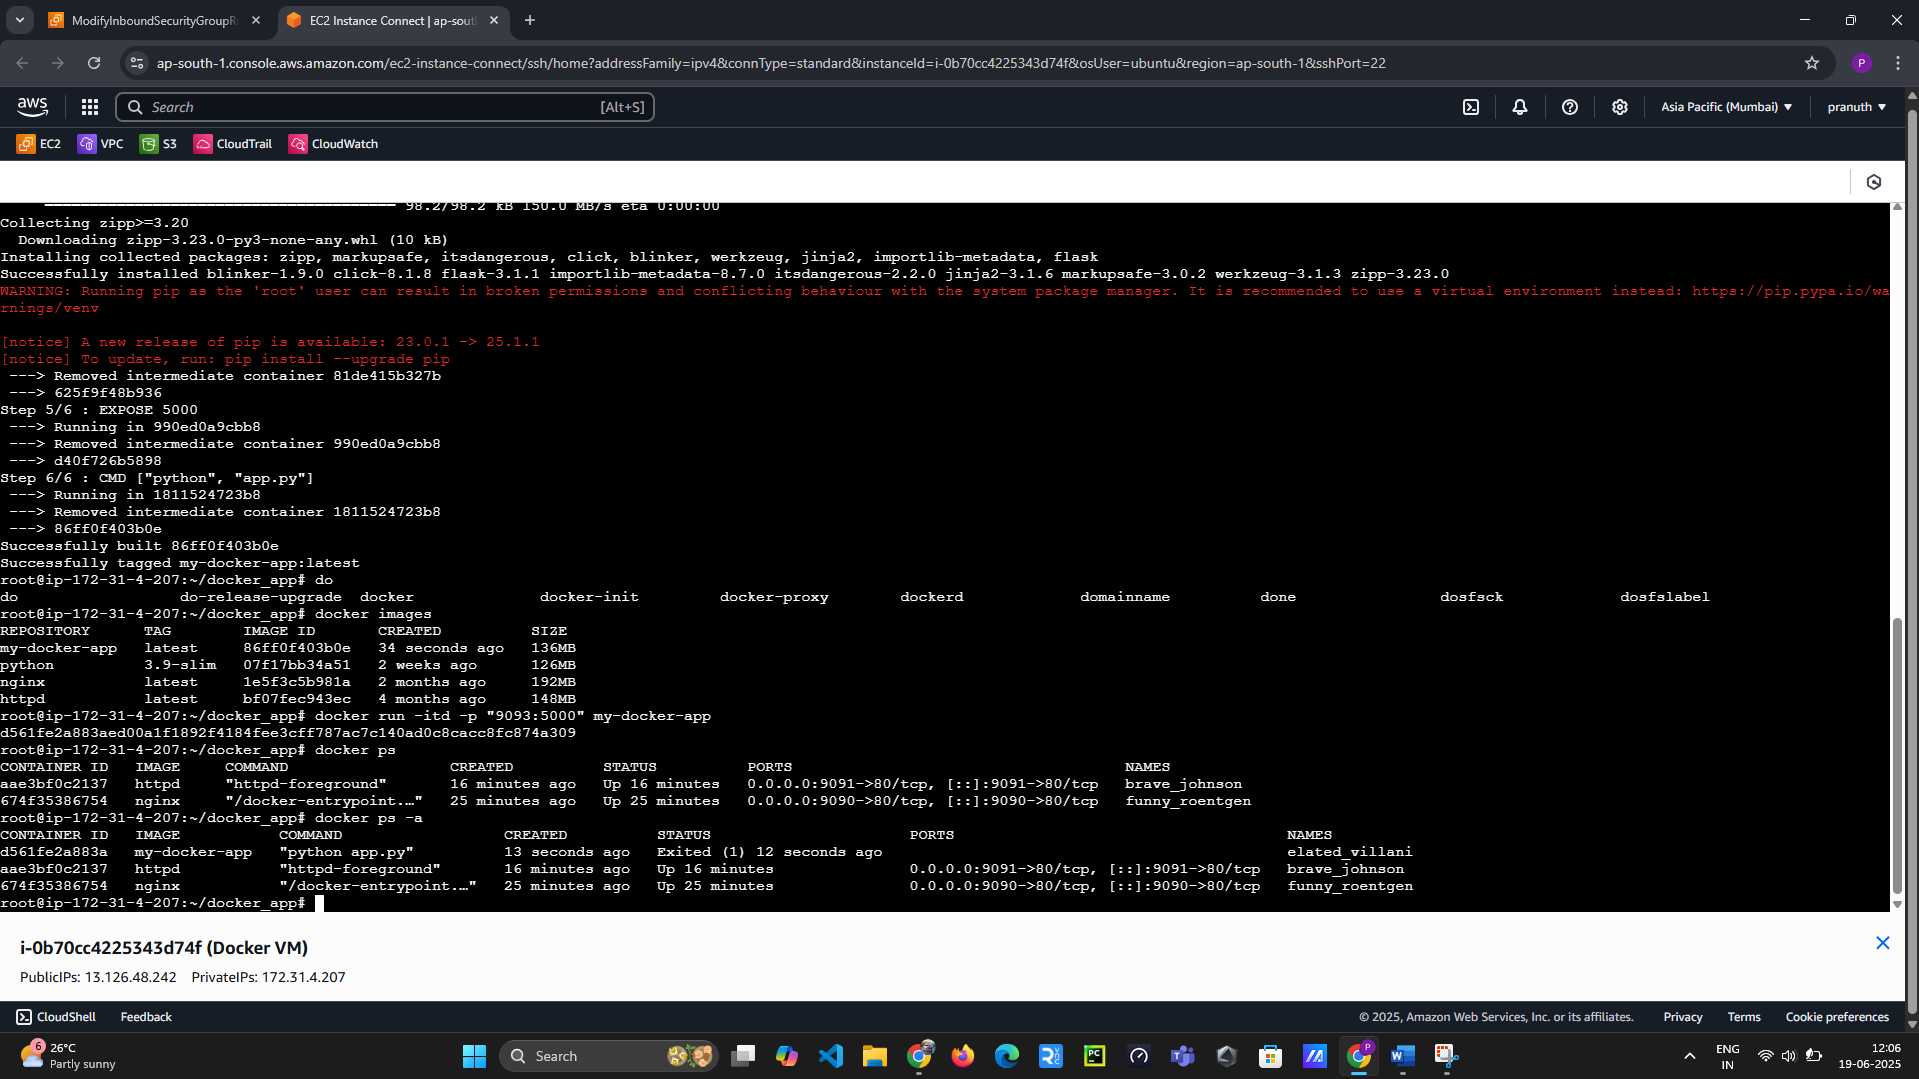 ModifyInboundSecurityGroupR
EC2 Instance Connect | ap-sout
ap-south-1.console.aws.amazon.com/ec2-instance-connect/ssh/home?addressFamily=ipv4&connType=standard&instanceId=i-0b70cc4225343d74f&osUser=ubuntu&region=ap-south-1&sshPort=22
P
aws
Search [Alt+S]
Asia Pacific (Mumbai) pranuth
EC2 VPC S3 CloudTrail CloudWatch
98.2/98.2 kB 150.0 MB/s eta 0:00:00
Collecting zipp>=3.20
  Downloading zipp-3.23.0-py3-none-any.whl (10 kB)
Installing collected packages: zipp, markupsafe, itsdangerous, click, blinker, werkzeug, jinja2, importlib-metadata, flask
Successfully installed blinker-1.9.0 click-8.1.8 flask-3.1.1 importlib-metadata-8.7.0 itsdangerous-2.2.0 jinja2-3.1.6 markupsafe-3.0.2 werkzeug-3.1.3 zipp-3.23.0
WARNING: Running pip as the 'root' user can result in broken permissions and conflicting behaviour with the system package manager. It is recommended to use a virtual environment instead: https://pip.pypa.io/wa
rnings/venv
[notice] A new release of pip is available: 23.0.1 -> 25.1.1
[notice] To update, run: pip install --upgrade pip
 ---> Removed intermediate container 81de415b327b
 ---> 625f9f48b936
Step 5/6 : EXPOSE 5000
 ---> Running in 990ed0a9cbb8
 ---> Removed intermediate container 990ed0a9cbb8
 ---> d40f726b5898
Step 6/6 : CMD ["python", "app.py"]
 ---> Running in 1811524723b8
 ---> Removed intermediate container 1811524723b8
 ---> 86ff0f403b0e
Successfully built 86ff0f403b0e
Successfully tagged my-docker-app:latest
root@ip-172-31-4-207:~/docker_app# do
do do-release-upgrade docker docker-init docker-proxy dockerd domainname done dosfsck dosfslabel
root@ip-172-31-4-207:~/docker_app# docker images
REPOSITORY TAG IMAGE ID CREATED SIZE
my-docker-app latest 86ff0f403b0e 34 seconds ago 136MB
python 3.9-slim 07f17bb34a51 2 weeks ago 126MB
nginx latest 1e5f3c5b981a 2 months ago 192MB
httpd latest bf07fec943ec 4 months ago 148MB
root@ip-172-31-4-207:~/docker_app# docker run -itd -p "9093:5000" my-docker-app
d561fe2a883aed00a1f1892f4184fee3cff787ac7c140ad0c8cacc8fc874a309
root@ip-172-31-4-207:~/docker_app# docker ps
CONTAINER ID IMAGE COMMAND CREATED STATUS PORTS NAMES
aae3bf0c2137 httpd "httpd-foreground" 16 minutes ago Up 16 minutes 0.0.0.0:9091->80/tcp, [::]:9091->80/tcp brave_johnson
674f35386754 nginx "/docker-entrypoint.…" 25 minutes ago Up 25 minutes 0.0.0.0:9090->80/tcp, [::]:9090->80/tcp funny_roentgen
root@ip-172-31-4-207:~/docker_app# docker ps -a
CONTAINER ID IMAGE COMMAND CREATED STATUS PORTS NAMES
d561fe2a883a my-docker-app "python app.py" 13 seconds ago Exited (1) 12 seconds ago elated_villani
aae3bf0c2137 httpd "httpd-foreground" 16 minutes ago Up 16 minutes 0.0.0.0:9091->80/tcp, [::]:9091->80/tcp brave_johnson
674f35386754 nginx "/docker-entrypoint.…" 25 minutes ago Up 25 minutes 0.0.0.0:9090->80/tcp, [::]:9090->80/tcp funny_roentgen
root@ip-172-31-4-207:~/docker_app#
i-0b70cc4225343d74f (Docker VM)
PublicIPs: 13.126.48.242 PrivateIPs: 172.31.4.207
CloudShell Feedback © 2025, Amazon Web Services, Inc. or its affiliates. Privacy Terms Cookie preferences
6
26°C
Partly sunny
Search
ENG
IN
12:06
19-06-2025